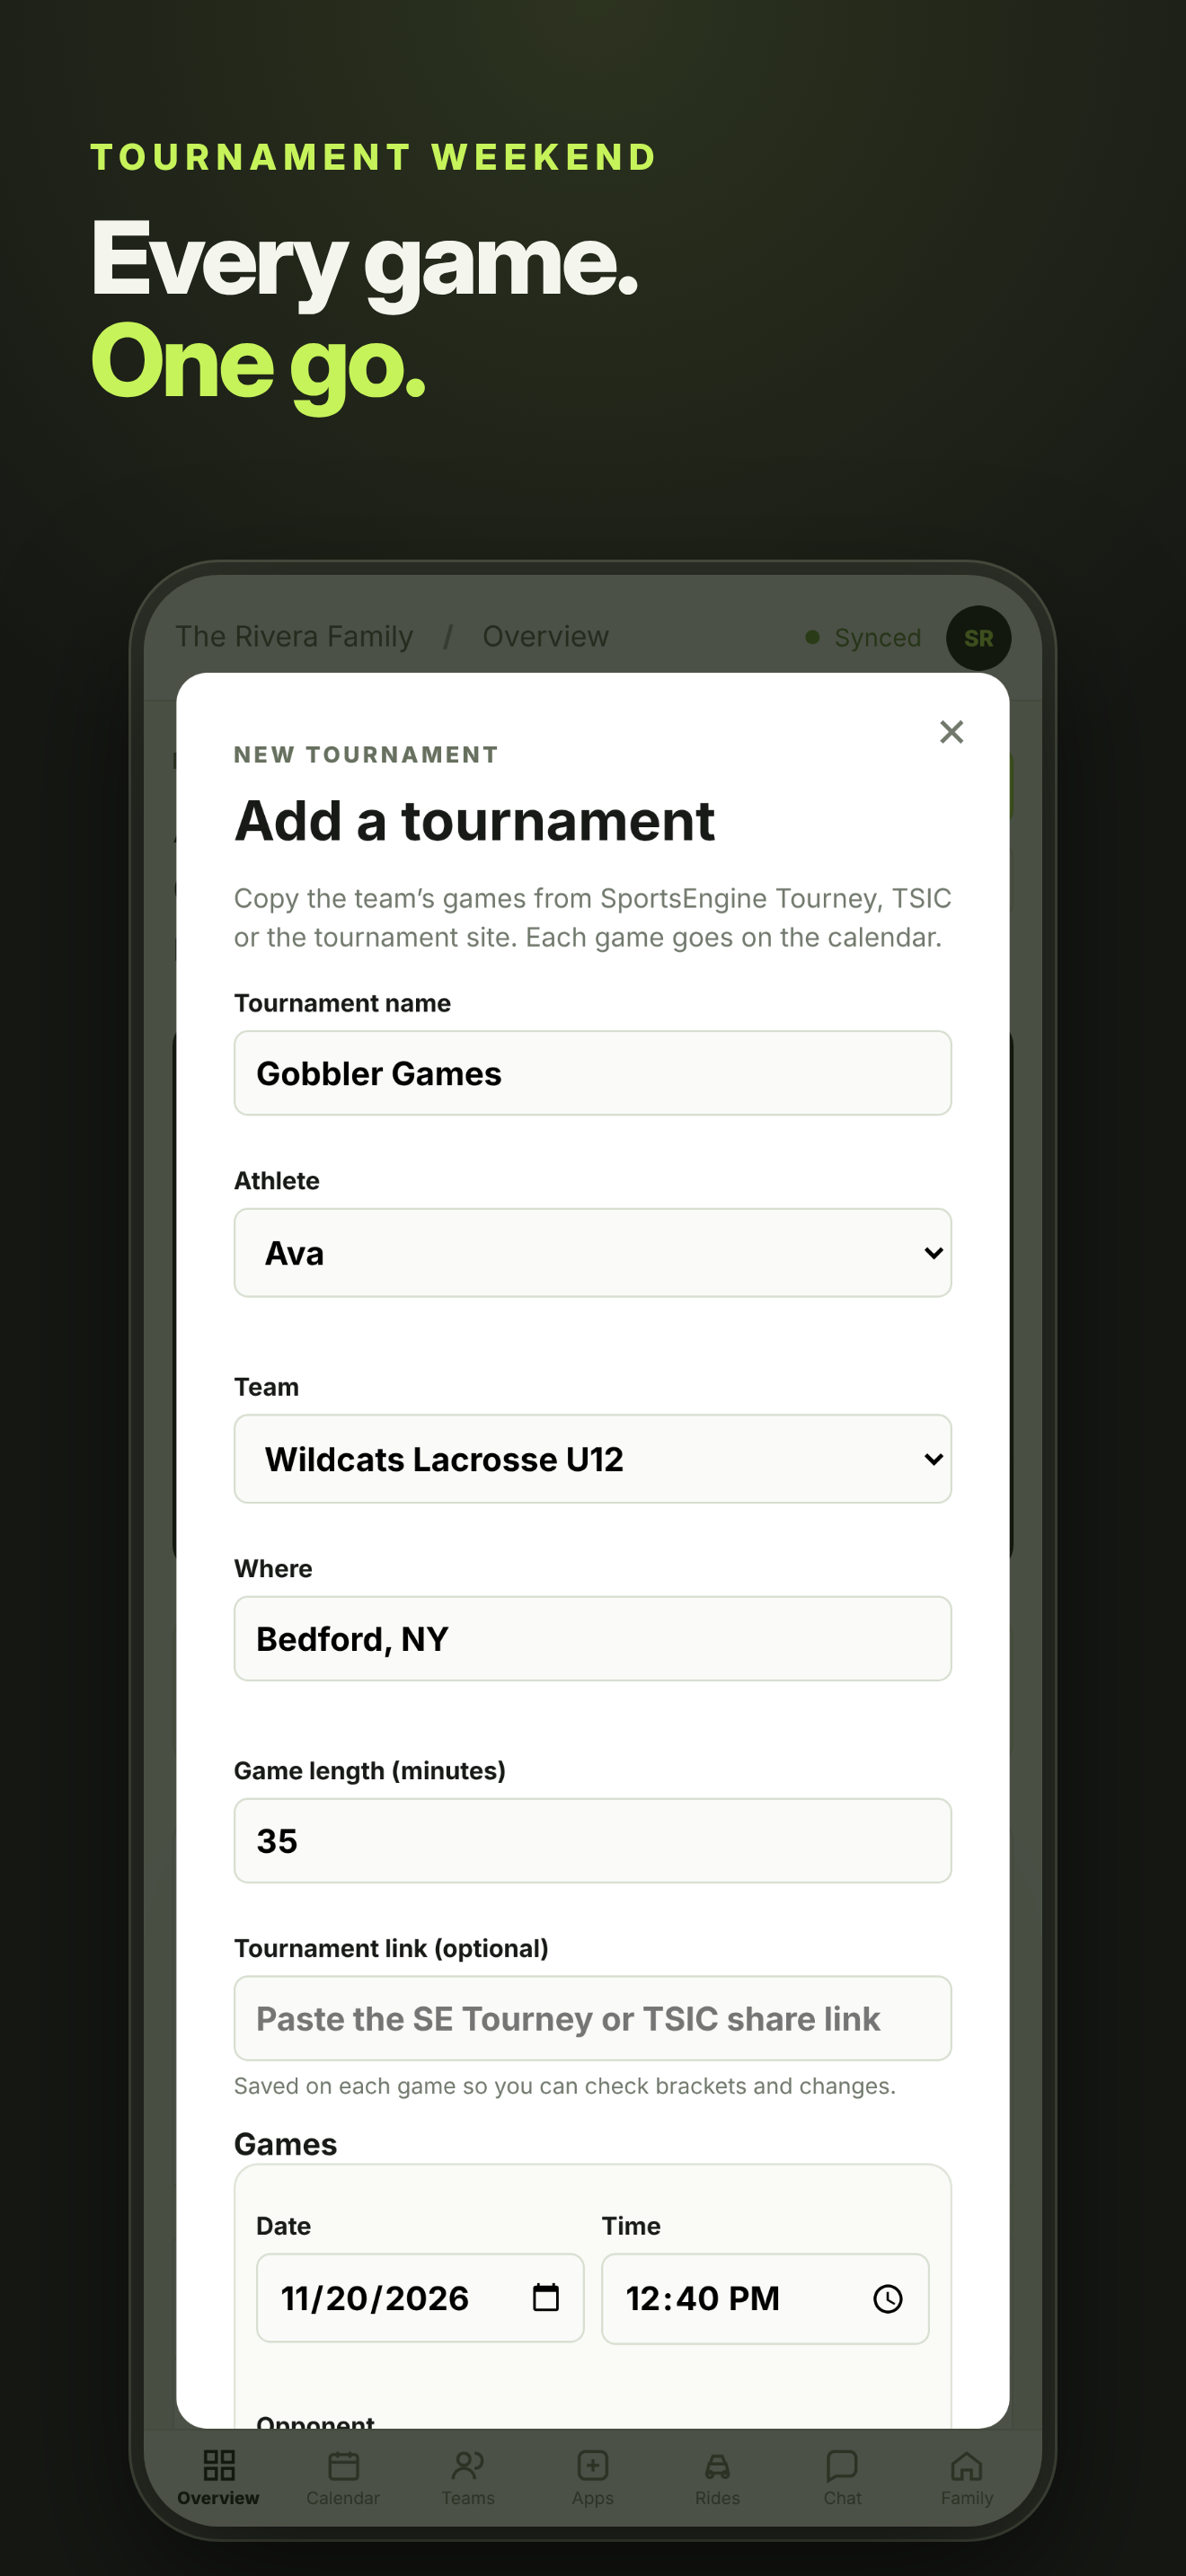 TOURNAMENT WEEKEND
Every game.
One go.
The Rivera Family / Overview
Synced
SR
NEW TOURNAMENT
Add a tournament
Copy the team’s games from SportsEngine Tourney, TSIC
or the tournament site. Each game goes on the calendar.
Tournament name
Gobbler Games
Athlete
Ava
Team
Wildcats Lacrosse U12
Where
Bedford, NY
Game length (minutes)
35
Tournament link (optional)
Paste the SE Tourney or TSIC share link
Saved on each game so you can check brackets and changes.
Games
Date Time
11/20/2026 12:40 PM
Opponent
Overview Calendar Teams Apps Rides Chat Family